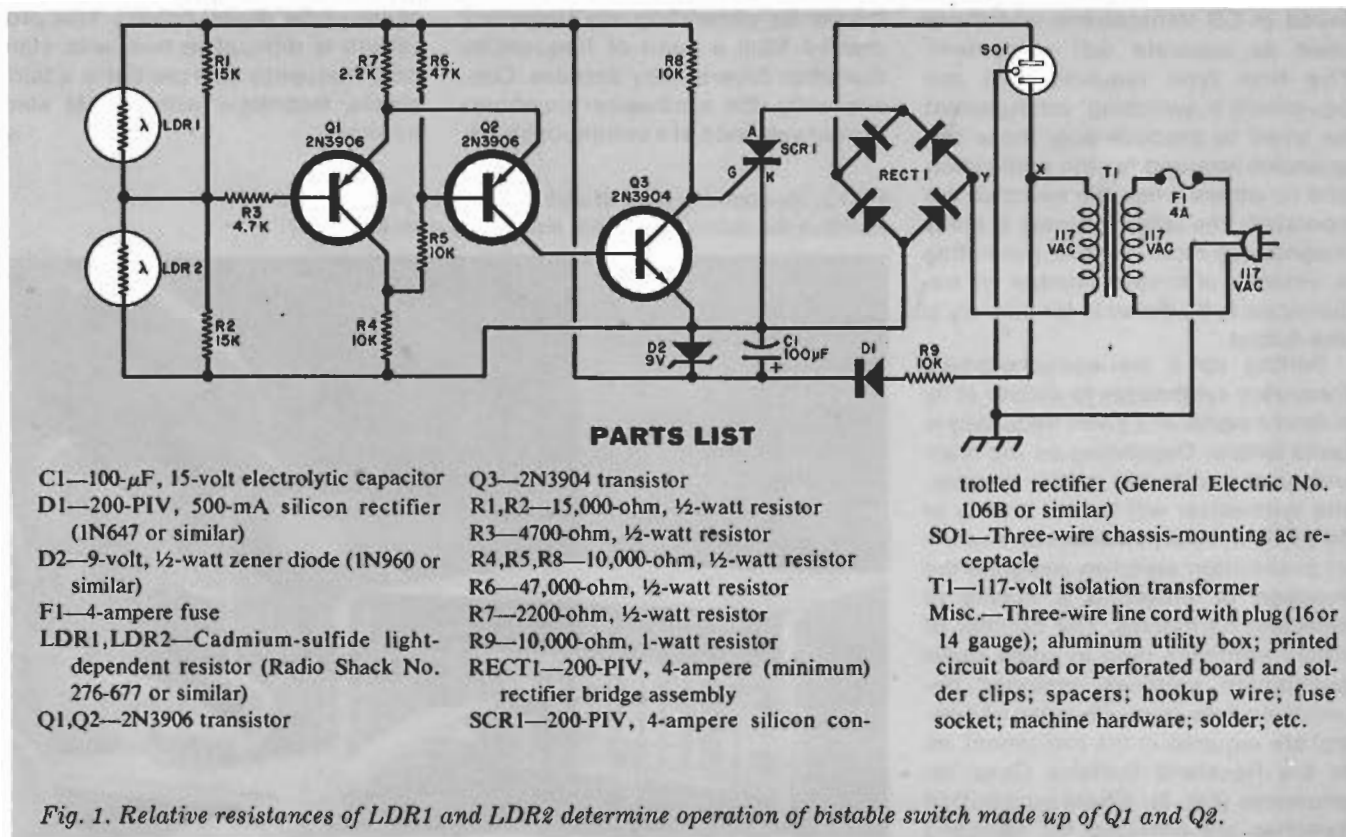 R1
15K
R7
2.2K
R6
47K
R8
10K
SO1
λ LDR1
Q1
2N3906
Q2
2N3906
A
SCR1
G
K
RECT1
Y
X
T1
F1
4A
R3
4.7K
Q3
2N3904
R5
10K
117
VAC
117
VAC
117
VAC
λ LDR2
R2
15K
R4
10K
D2
9V
C1
100µF
+
D1
R9
10K
PARTS LIST
C1—100-µF, 15-volt electrolytic capacitor
D1—200-PIV, 500-mA silicon rectifier
(1N647 or similar)
D2—9-volt, ½-watt zener diode (1N960 or
similar)
F1—4-ampere fuse
LDR1,LDR2—Cadmium-sulfide light-
dependent resistor (Radio Shack No.
276-677 or similar)
Q1,Q2—2N3906 transistor
Q3—2N3904 transistor
R1,R2—15,000-ohm, ½-watt resistor
R3—4700-ohm, ½-watt resistor
R4,R5,R8—10,000-ohm, ½-watt resistor
R6—47,000-ohm, ½-watt resistor
R7—2200-ohm, ½-watt resistor
R9—10,000-ohm, 1-watt resistor
RECT1—200-PIV, 4-ampere (minimum)
rectifier bridge assembly
SCR1—200-PIV, 4-ampere silicon con-
trolled rectifier (General Electric No.
106B or similar)
SO1—Three-wire chassis-mounting ac re-
ceptacle
T1—117-volt isolation transformer
Misc.—Three-wire line cord with plug (16 or
14 gauge); aluminum utility box; printed
circuit board or perforated board and sol-
der clips; spacers; hookup wire; fuse
socket; machine hardware; solder; etc.
Fig. 1. Relative resistances of LDR1 and LDR2 determine operation of bistable switch made up of Q1 and Q2.